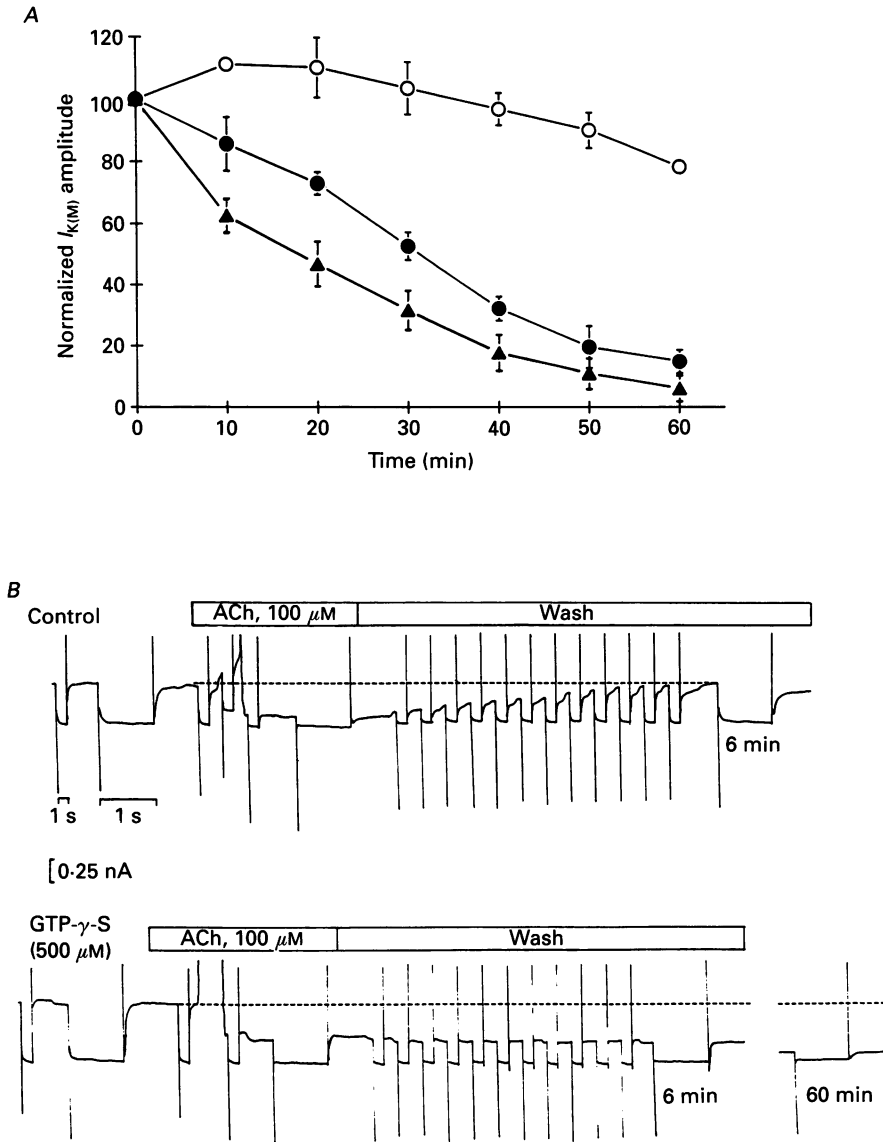 A
120
100
80
60
40
20
0
Normalized I_K(M) amplitude
0 10 20 30 40 50 60
Time (min)
B
Control
ACh, 100 μM Wash
6 min
1 s 1 s
0·25 nA
GTP-γ-S
(500 μM)
ACh, 100 μM Wash
6 min
60 min